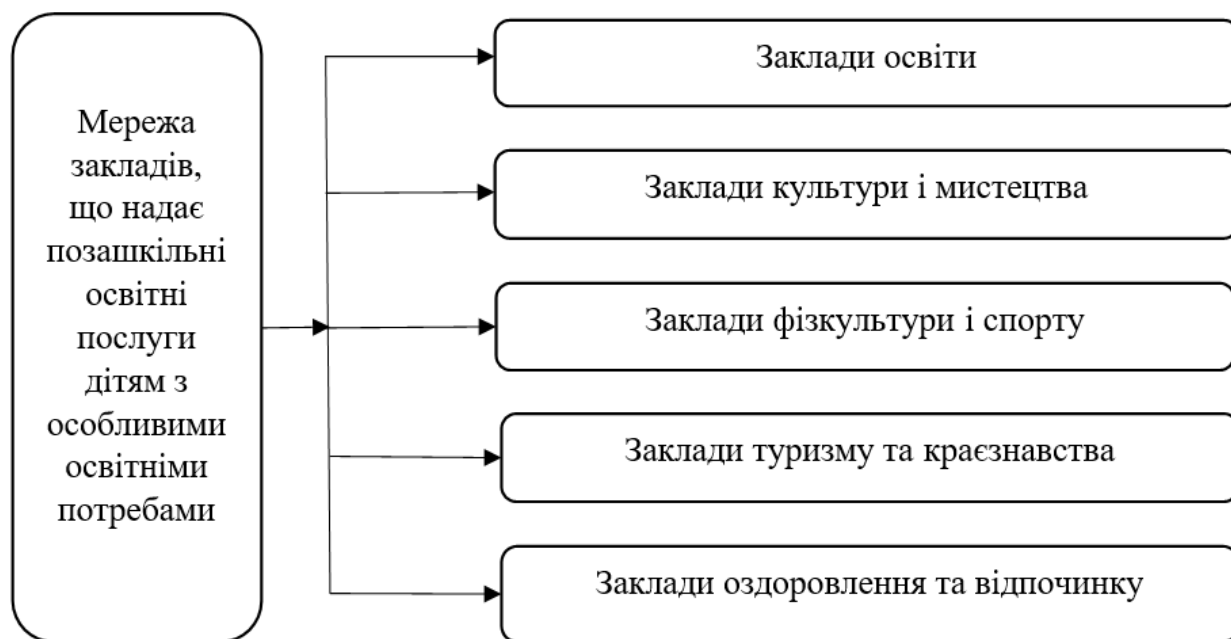 Мережа
закладів,
що надає
позашкільні
освітні
послуги
дітям з
особливими
освітніми
потребами
Заклади освіти
Заклади культури і мистецтва
Заклади фізкультури і спорту
Заклади туризму та краєзнавства
Заклади оздоровлення та відпочинку